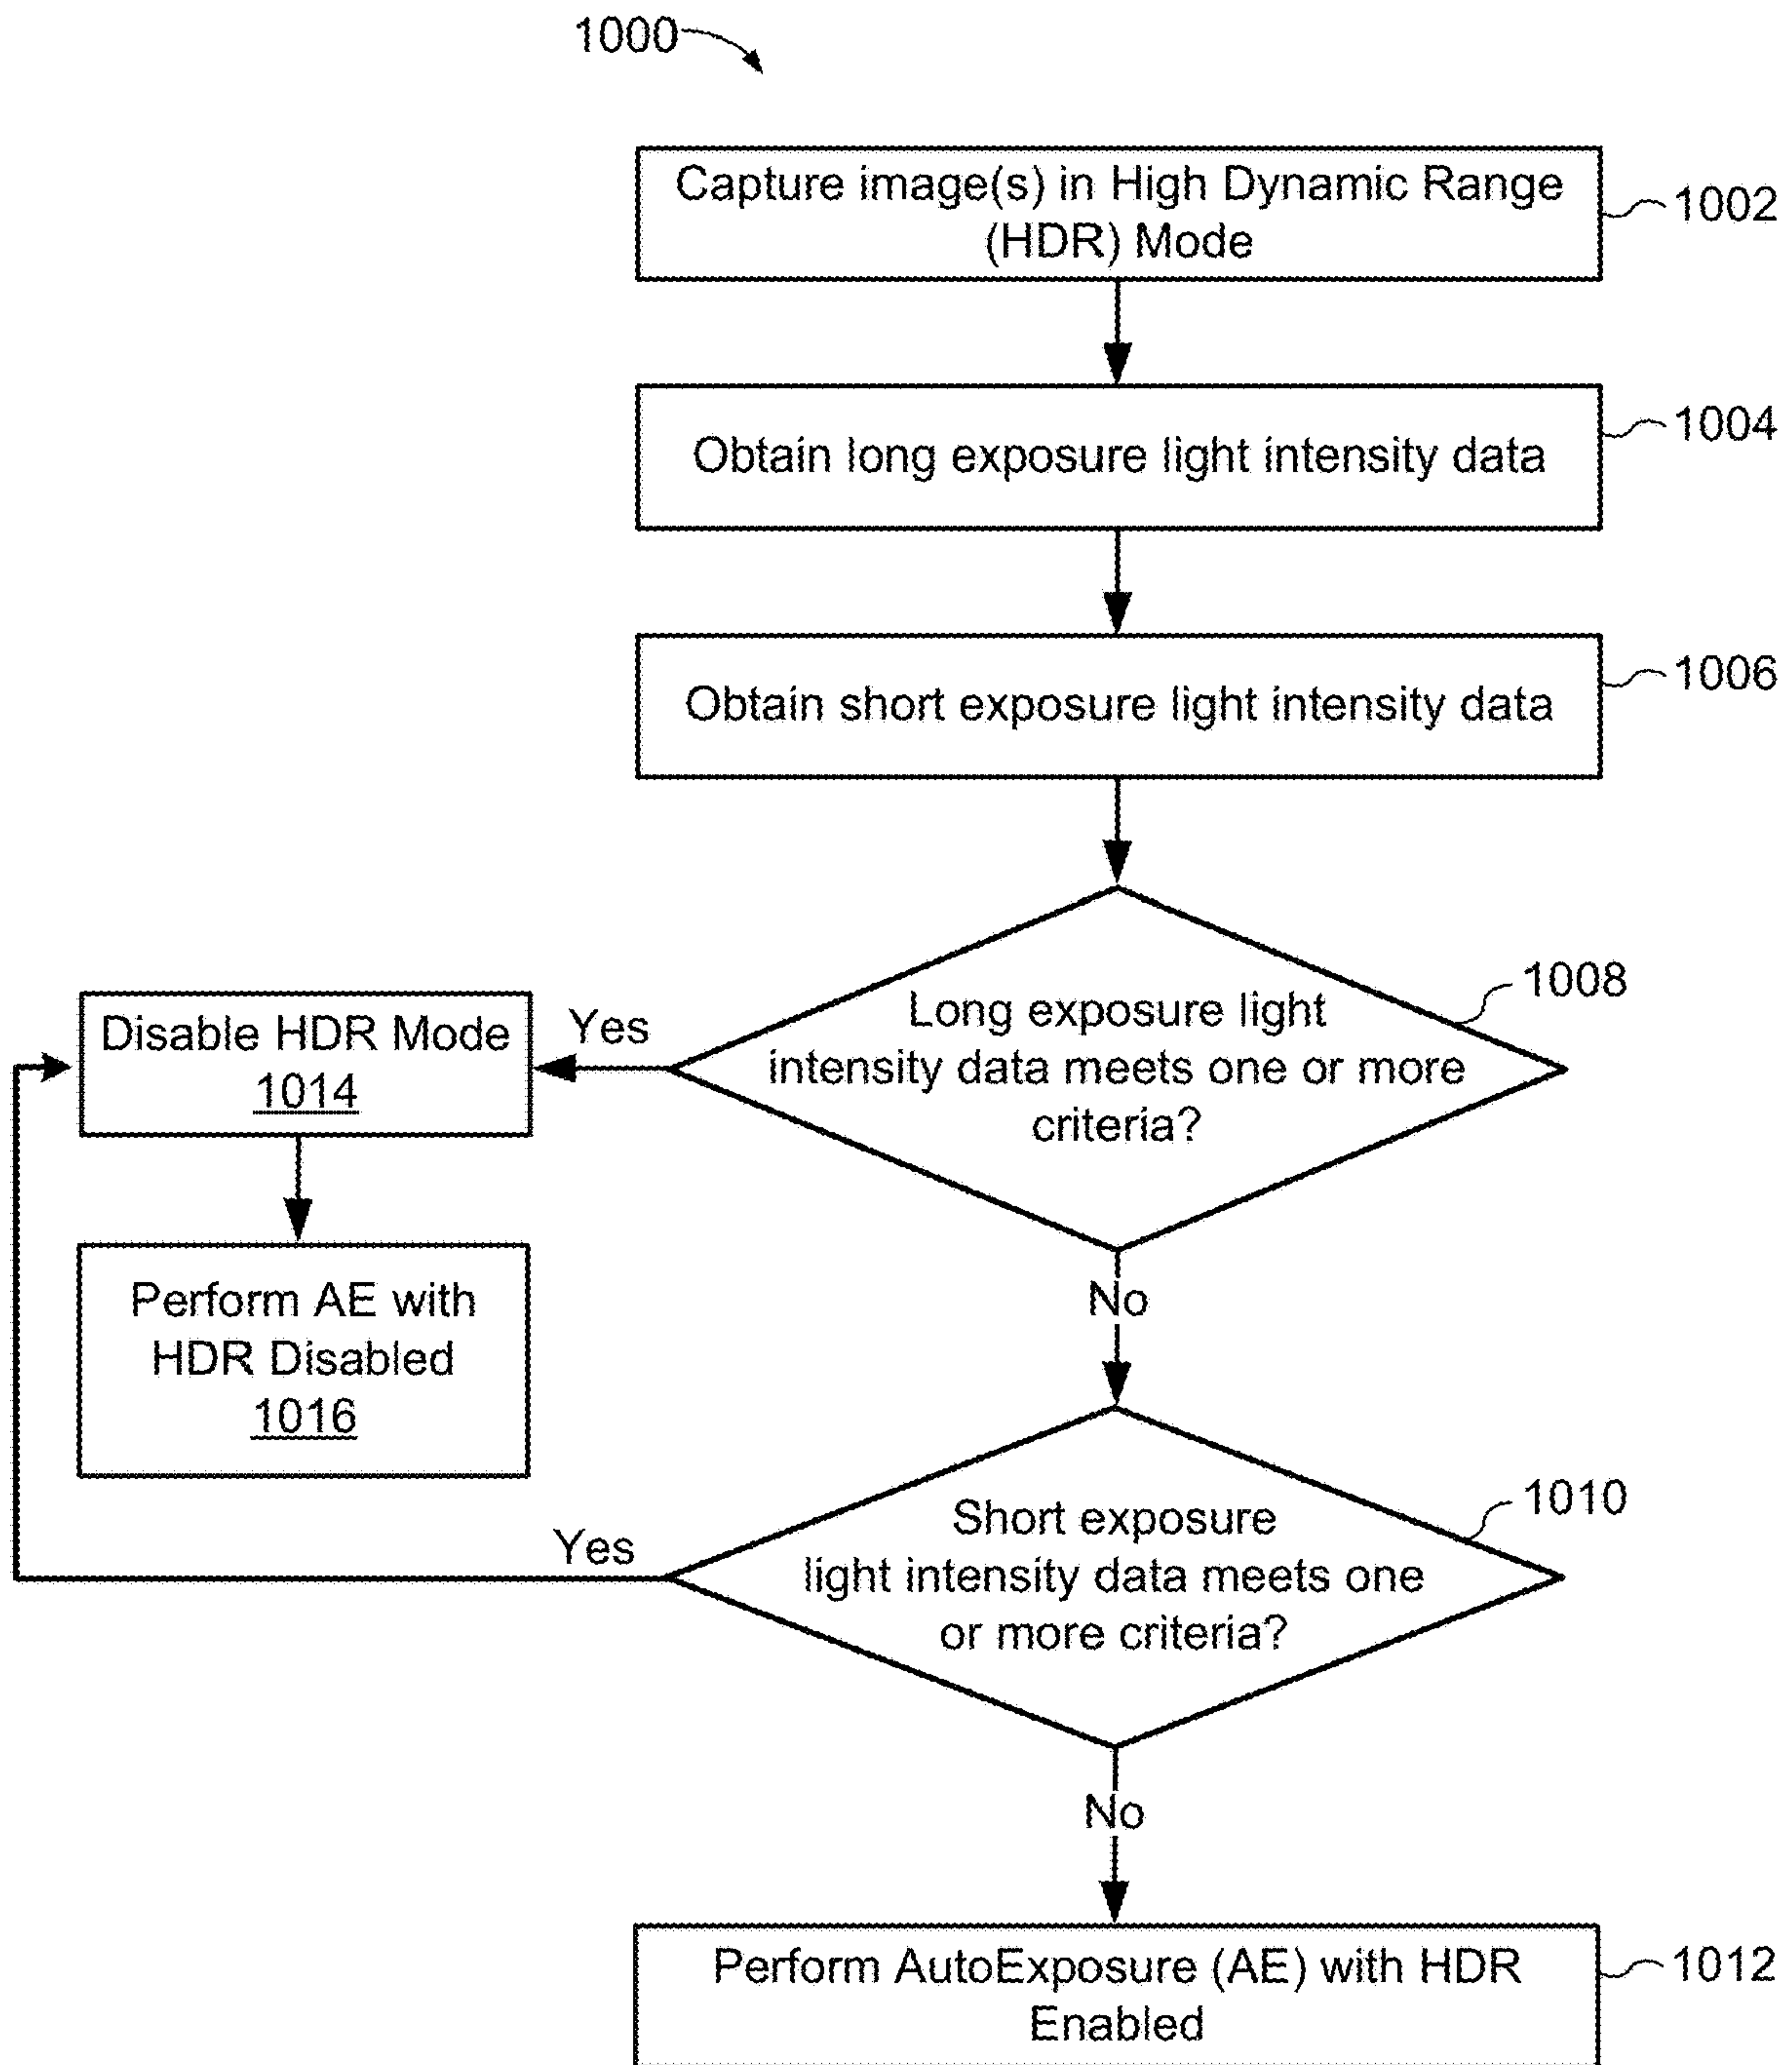 1000
Capture image(s) in High Dynamic Range
(HDR) Mode
1002
Obtain long exposure light intensity data
1004
Obtain short exposure light intensity data
1006
Long exposure light
intensity data meets one or more
criteria?
1008
Yes
Disable HDR Mode
1014
Perform AE with
HDR Disabled
1016
No
Short exposure
light intensity data meets one
or more criteria?
1010
Yes
No
Perform AutoExposure (AE) with HDR
Enabled
1012